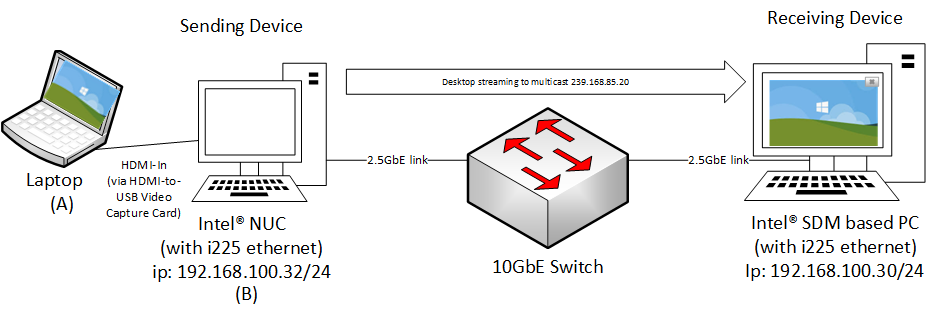 Sending Device
Receiving Device
Desktop streaming to multicast 239.168.85.20
HDMI-In
(via HDMI-to-
USB Video
Capture Card)
2.5GbE link
2.5GbE link
Laptop
(A)
Intel® NUC
(with i225 ethernet)
ip: 192.168.100.32/24
(B)
10GbE Switch
Intel® SDM based PC
(with i225 ethernet)
Ip: 192.168.100.30/24